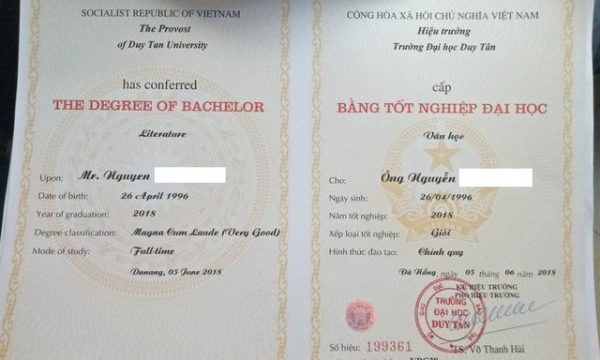 SOCIALIST REPUBLIC OF VIETNAM
The Provost
of Duy Tan University
has conferred
THE DEGREE OF BACHELOR
Literature
Upon: Mr. Nguyen
Date of birth: 26 April 1996
Year of graduation: 2018
Degree classification: Magna Cum Laude (Very Good)
Mode of study: Full-time
Danang, 05 June 2018
CỘNG HÒA XÃ HỘI CHỦ NGHĨA VIỆT NAM
Hiệu trưởng
Trường Đại học Duy Tân
cấp
BẰNG TỐT NGHIỆP ĐẠI HỌC
Văn học
Cho: Ông Nguyễn
Ngày sinh: 26/04/1996
Năm tốt nghiệp: 2018
Xếp loại tốt nghiệp: Giỏi
Hình thức đào tạo: Chính quy
Đà Nẵng, ngày 05 tháng 06 năm 2018
KT. HIỆU TRƯỞNG
PHÓ HIỆU TRƯỞNG
TRƯỜNG
ĐẠI HỌC
DUY TÂN
Số hiệu: 199361
TS. Võ Thanh Hải